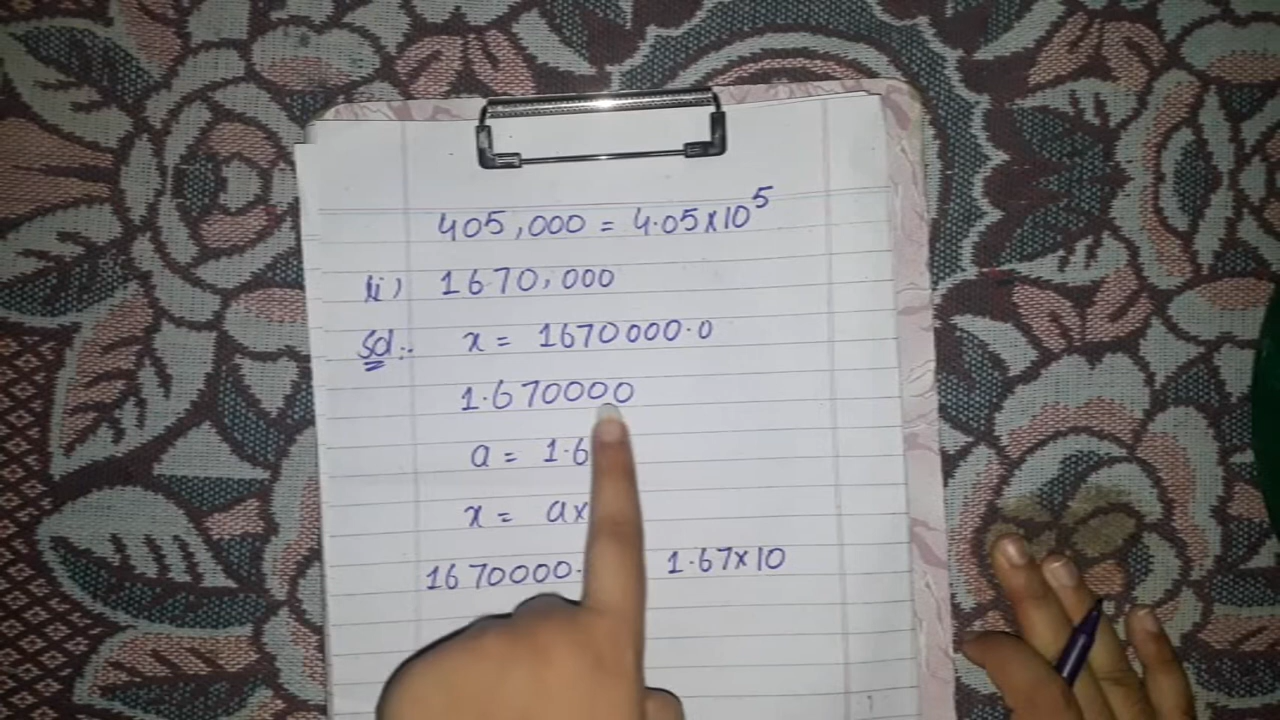 405,000 = 4.05x10⁵
ii) 1670,000
Sol:- x = 1670000.0
1.670000
a = 1.6
x = ax
1670000. 1.67x10